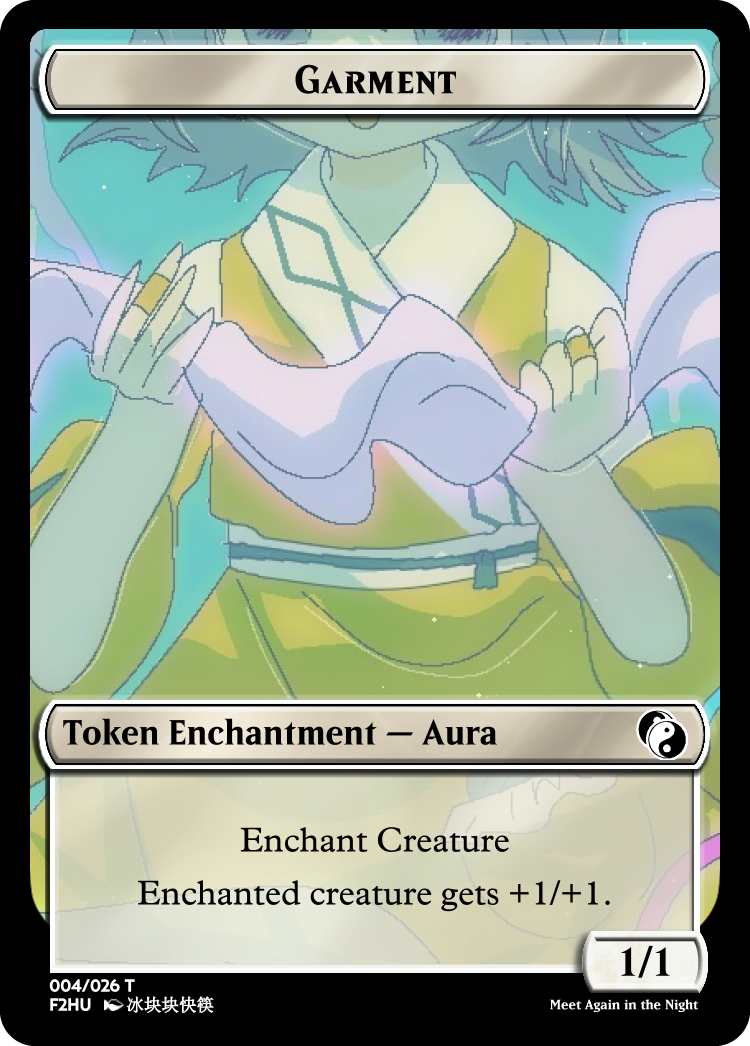 Garment
Token Enchantment — Aura
Enchant Creature
Enchanted creature gets +1/+1.
1/1
004/026 T
F2HU 冰块块快筷
Meet Again in the Night